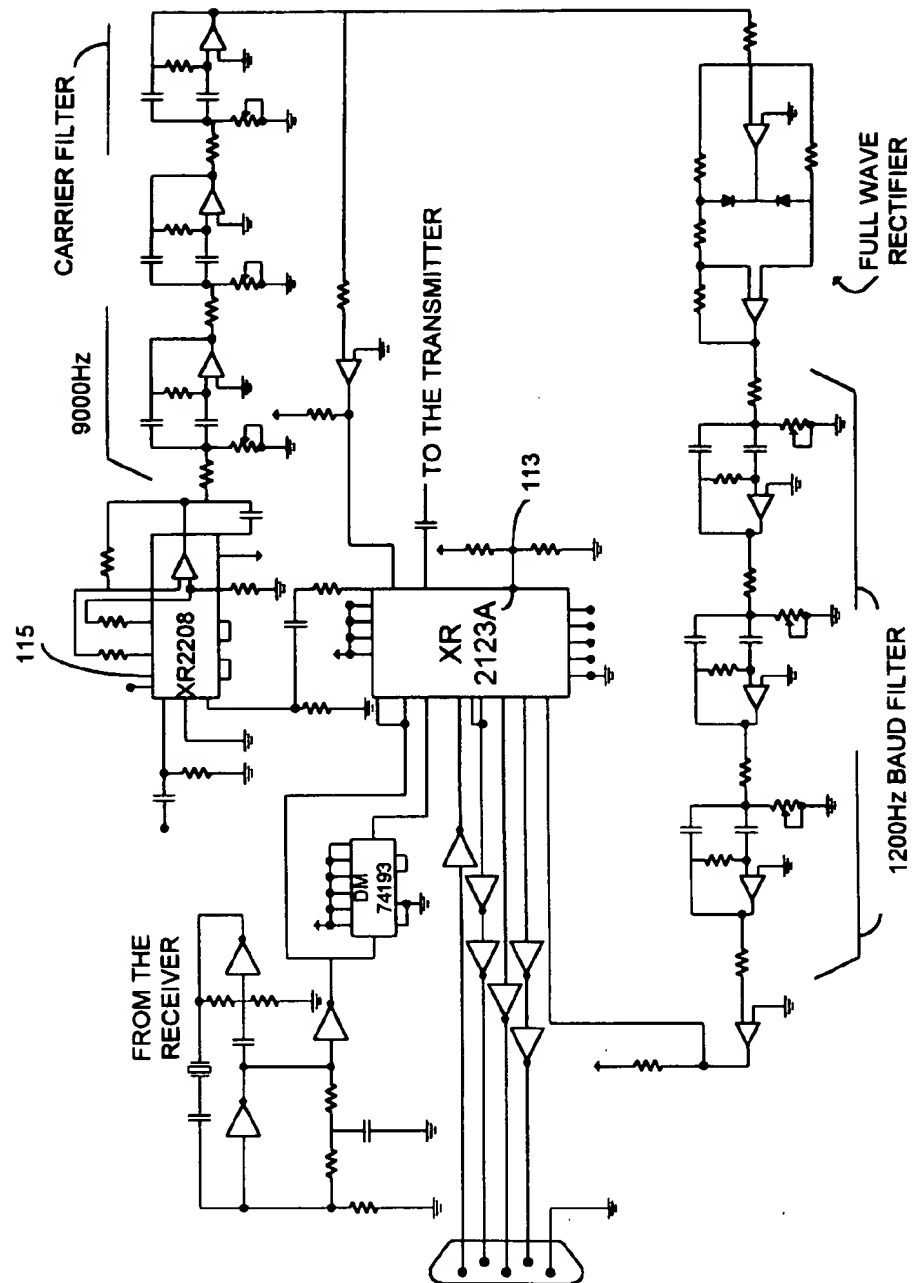 CARRIER FILTER
9000Hz
115
XR2208
TO THE TRANSMITTER
113
XR
2123A
DM
74193
FROM THE
RECEIVER
FULL WAVE
RECTIFIER
1200Hz BAUD FILTER